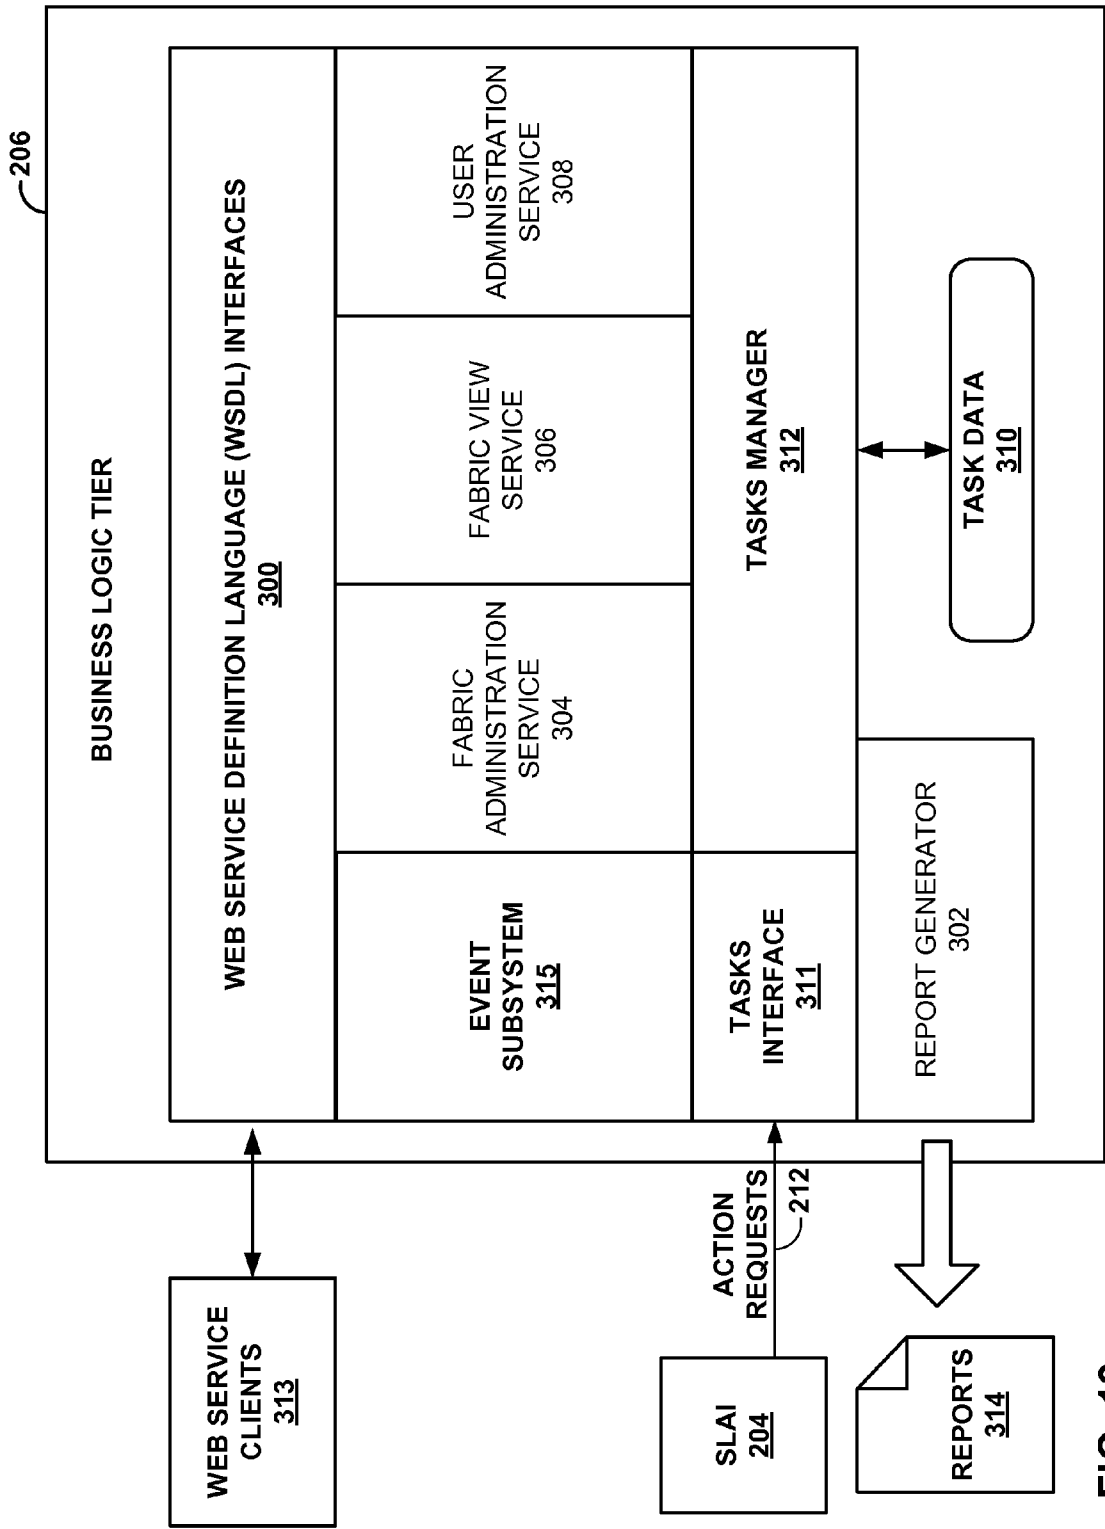 206
BUSINESS LOGIC TIER
WEB SERVICE DEFINITION LANGUAGE (WSDL) INTERFACES
300
WEB SERVICE
CLIENTS
313
EVENT
SUBSYSTEM
315
FABRIC
ADMINISTRATION
SERVICE
304
FABRIC VIEW
SERVICE
306
USER
ADMINISTRATION
SERVICE
308
ACTION
REQUESTS
212
SLAI
204
TASKS
INTERFACE
311
TASKS MANAGER
312
REPORT GENERATOR
302
TASK DATA
310
REPORTS
314